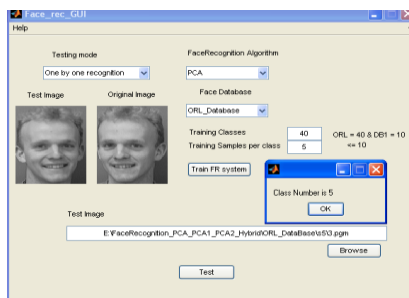 Face_rec_GUI
Help
Testing mode
FaceRecognition Algorithm
One by one recognition
PCA
Test Image
Original Image
Face Database
ORL_Database
Training Classes
40
ORL = 40 & DB1 = 10
Training Samples per class
5
<= 10
Train FR system
Class Number is 5
OK
Test Image
E:\FaceRecognition_PCA_PCA1_PCA2_Hybrid\ORL_DataBase\s5\3.pgm
Browse
Test